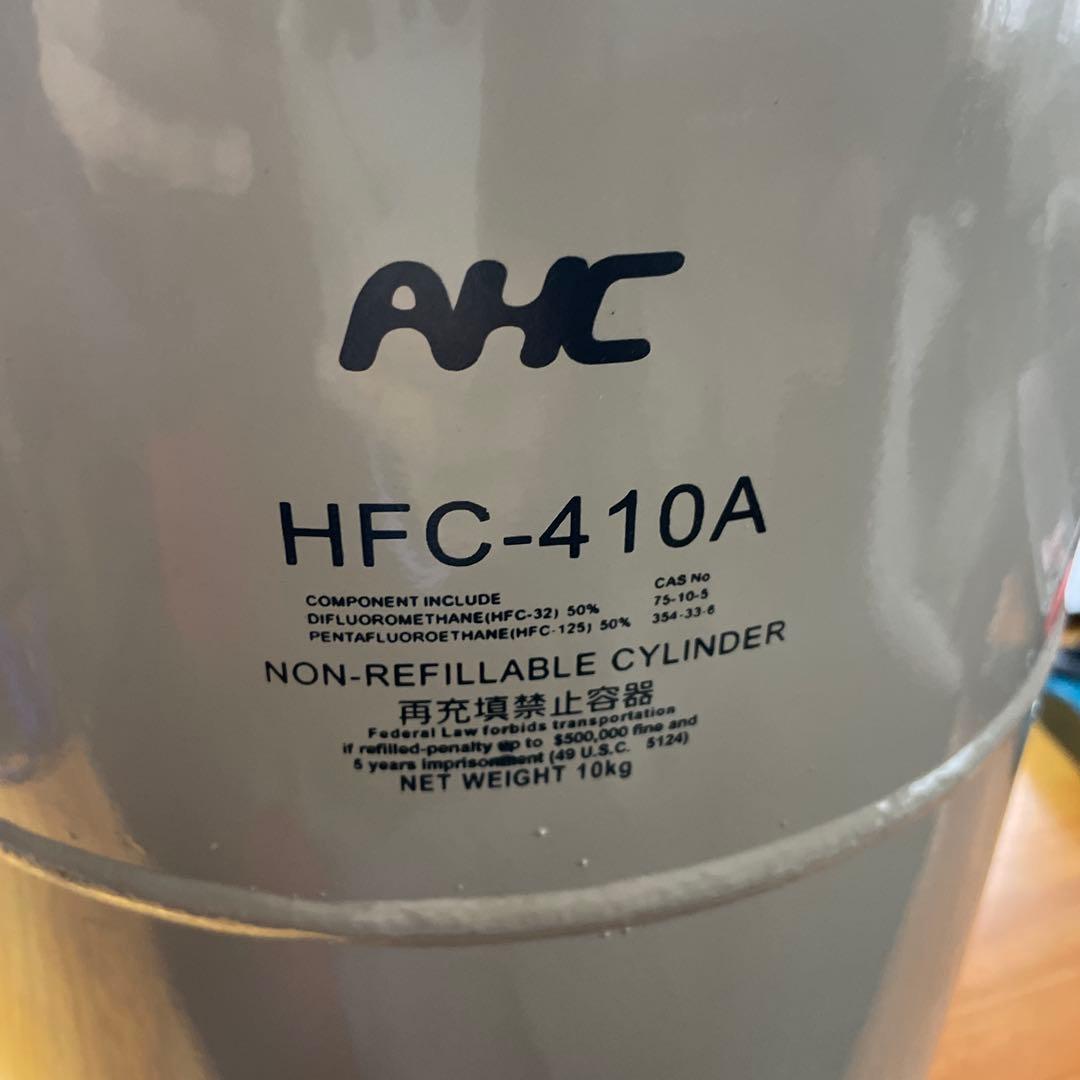 AHC
HFC-410A
COMPONENT INCLUDE CAS No
DIFLUOROMETHANE(HFC-32) 50% 75-10-5
PENTAFLUOROETHANE(HFC-125) 50% 354-33-6
NON-REFILLABLE CYLINDER
再充填禁止容器
Federal Law forbids transportation
if refilled-penalty up to $500,000 fine and
5 years imprisonment (49 U.S.C. 5124)
NET WEIGHT 10kg